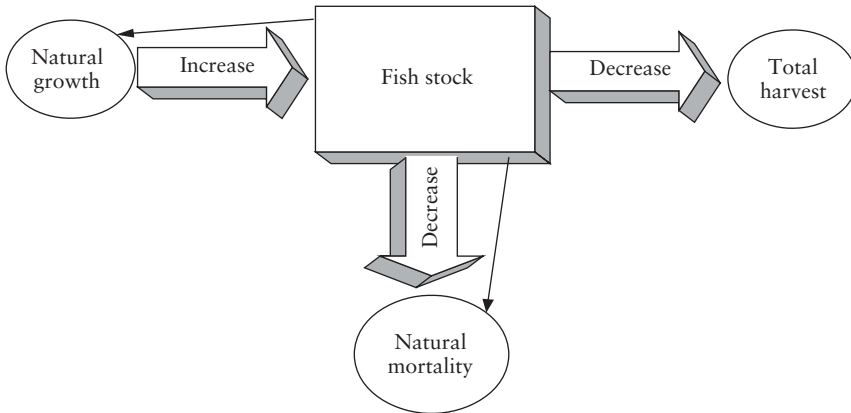 Natural
growth
Increase
Fish stock
Decrease
Total
harvest
Decrease
Natural
mortality